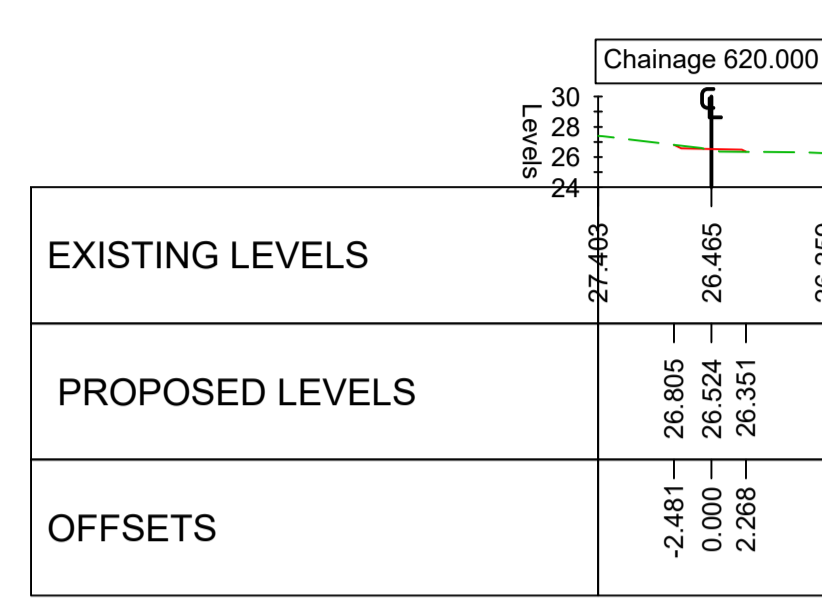 Chainage 620.000
30
28
26
24
Levels
CL
EXISTING LEVELS
27.403
26.465
PROPOSED LEVELS
26.805
26.524
26.351
OFFSETS
-2.481
0.000
2.268